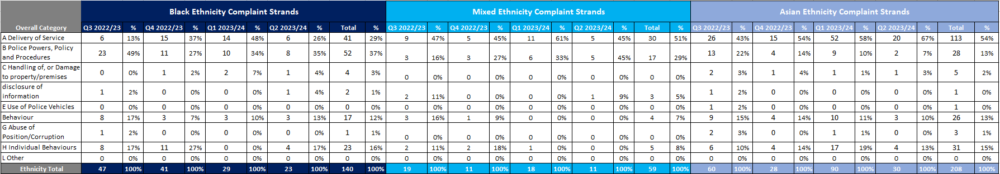 Black Ethnicity Complaint Strands Mixed Ethnicity Complaint Strands Asian Ethnicity Complaint Strands
Overall Category Q3 2022/23 % Q4 2022/23 % Q1 2023/24 % Q2 2023/24 % Total % Q3 2022/23 % Q4 2022/23 % Q1 2023/24 % Q2 2023/24 % Total % Q3 2022/23 % Q4 2022/23 % Q1 2023/24 % Q2 2023/24 % Total %
A Delivery of Service 6 13% 15 37% 14 48% 6 26% 41 29% 9 47% 5 45% 11 61% 5 45% 30 51% 26 43% 15 54% 52 58% 20 67% 113 54%
B Police Powers, Policy
and Procedures 23 49% 11 27% 10 34% 8 35% 52 37% 3 16% 3 27% 6 33% 5 45% 17 29% 13 22% 4 14% 9 10% 2 7% 28 13%
C Handling of, or Damage
to property/premises 0 0% 1 2% 2 7% 1 4% 4 3% 0 0% 0 0% 0 0% 0 0% 0 0% 2 3% 1 4% 1 1% 1 3% 5 2%
disclosure of
information 1 2% 0 0% 0 0% 1 4% 2 1% 2 11% 0 0% 0 0% 1 9% 3 5% 1 2% 0 0% 0 0% 0 0% 1 0%
E Use of Police Vehicles 0 0% 0 0% 0 0% 0 0% 0 0% 0 0% 0 0% 0 0% 0 0% 0 0% 1 2% 0 0% 0 0% 0 0% 1 0%
Behaviour 8 17% 3 7% 3 10% 3 13% 17 12% 3 16% 1 9% 0 0% 0 0% 4 7% 9 15% 4 14% 10 11% 3 10% 26 13%
G Abuse of
Position/Corruption 1 2% 0 0% 0 0% 0 0% 1 1% 0 0% 0 0% 0 0% 0 0% 0 0% 2 3% 0 0% 1 1% 0 0% 3 1%
H Individual Behaviours 8 17% 11 27% 0 0% 4 17% 23 16% 2 11% 2 18% 1 0% 0 0% 5 8% 6 10% 4 14% 17 19% 4 13% 31 15%
L Other 0 0% 0 0% 0 0% 0 0% 0 0% 0 0% 0 0% 0 0% 0 0% 0 0% 0 0% 0 0% 0 0% 0 0% 0 0%
Ethnicity Total 47 100% 41 100% 29 100% 23 100% 140 100% 19 100% 11 100% 18 100% 11 100% 59 100% 60 100% 28 100% 90 100% 30 100% 208 100%